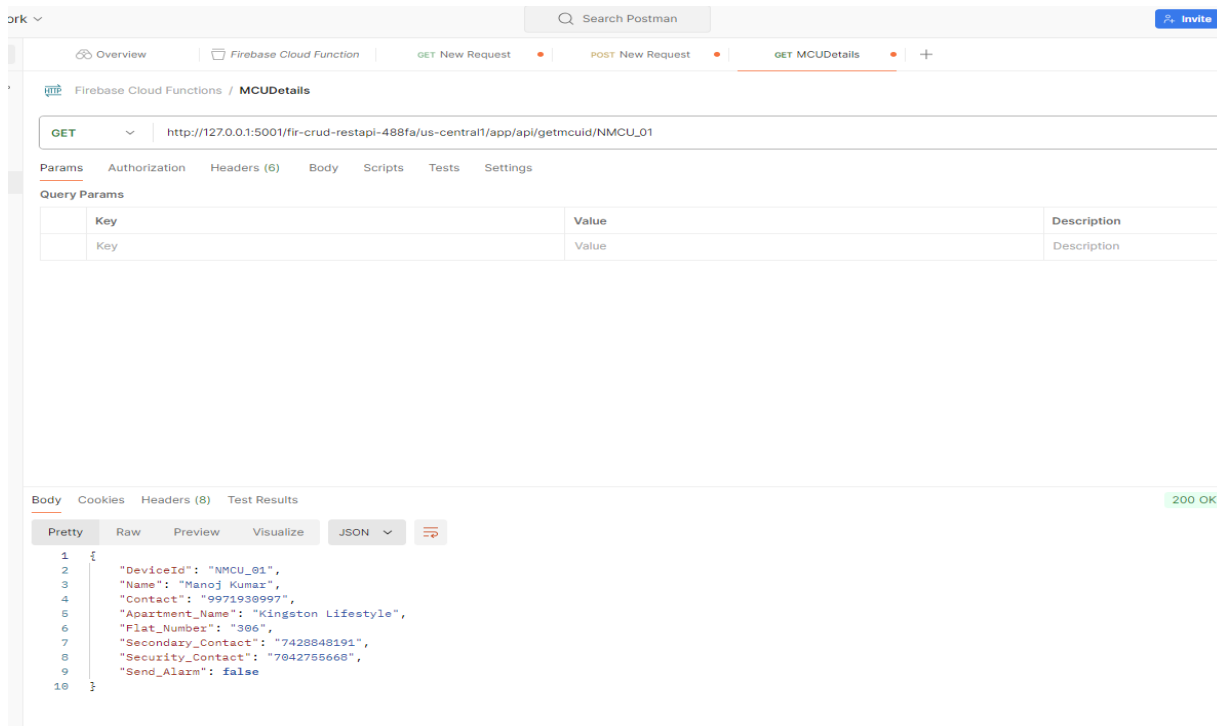 ork
Search Postman
Invite
Overview
Firebase Cloud Function
GET New Request
POST New Request
GET MCUDetails
HTTP Firebase Cloud Functions / MCUDetails
GET http://127.0.0.1:5001/fir-crud-restapi-488fa/us-central1/app/api/getmcuid/NMCU_01
Params Authorization Headers (6) Body Scripts Tests Settings
Query Params
Key Value Description
Key Value Description
Body Cookies Headers (8) Test Results 200 OK
Pretty Raw Preview Visualize JSON
1 {
2 "DeviceId": "NMCU_01",
3 "Name": "Manoj Kumar",
4 "Contact": "9971930997",
5 "Apartment_Name": "Kingston Lifestyle",
6 "Flat_Number": "306",
7 "Secondary_Contact": "7428848191",
8 "Security_Contact": "7042755668",
9 "Send_Alarm": false
10 }